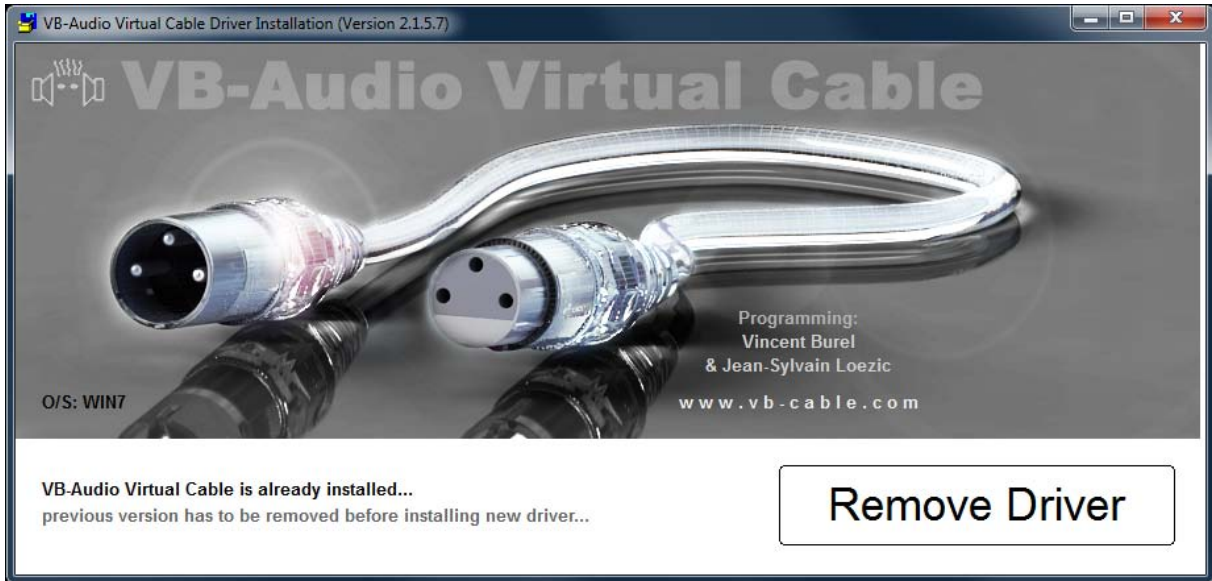 VB-Audio Virtual Cable Driver Installation (Version 2.1.5.7)
VB-Audio Virtual Cable
Programming:
Vincent Burel
& Jean-Sylvain Loezic
O/S: WIN7
www.vb-cable.com
VB-Audio Virtual Cable is already installed...
previous version has to be removed before installing new driver...
Remove Driver